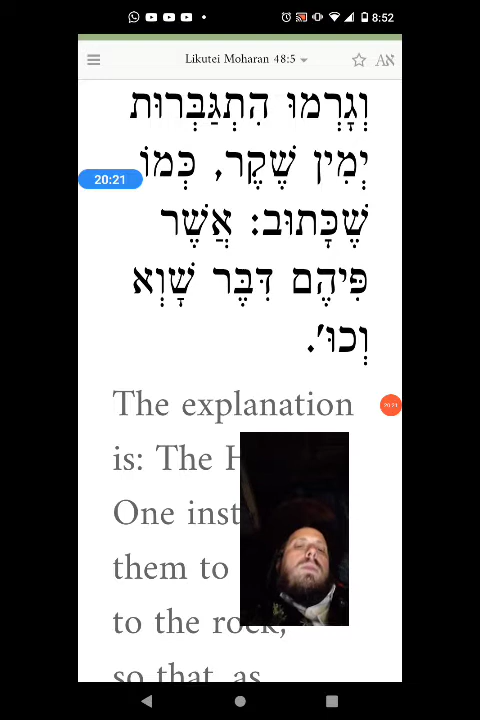 8:52
Likutei Moharan 48:5
אA
וְגָרְמוּ הִתְגַּבְּרוּת
יְמִין שֶׁקֶר, כְּמוֹ
20:21
שֶׁכָּתוּב: אֲשֶׁר
פִּיהֶם דִּבֶּר שָׁוְא
וְכוּ'.
The explanation
is: The
One
them to
to the rock,
so that, as